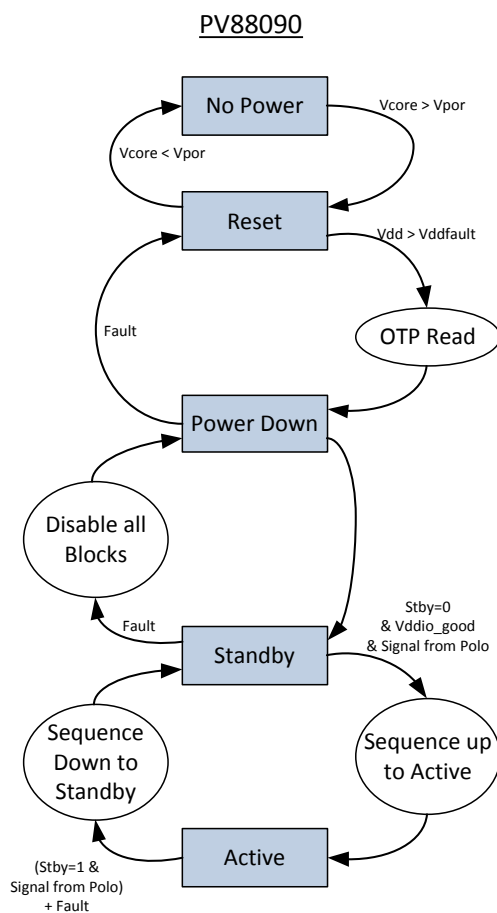 PV88090
No Power
Vcore > Vpor
Vcore < Vpor
Reset
Vdd > Vddfault
OTP Read
Fault
Power Down
Disable all
Blocks
Fault
Stby=0
& Vddio_good
& Signal from Polo
Standby
Sequence
Down to
Standby
Sequence up
to Active
Active
(Stby=1 &
Signal from Polo)
+ Fault